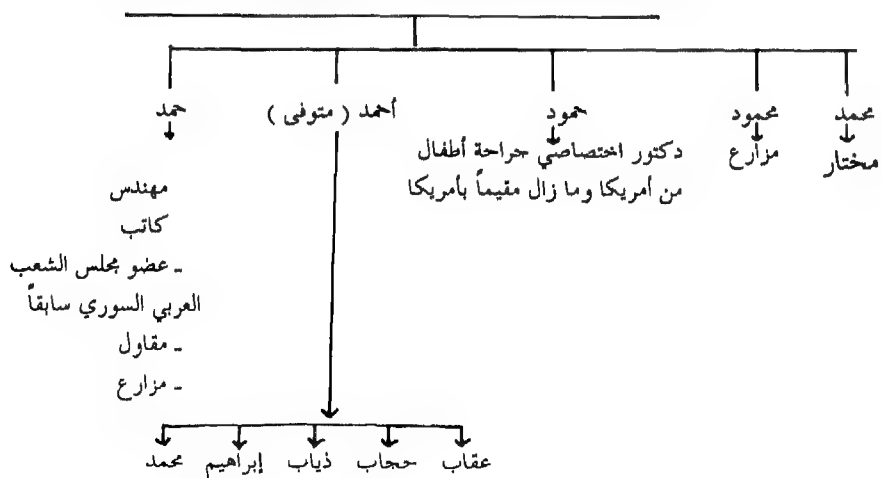 محمد محمود حمود أحمد ( متوفى ) حمد
مختار مزارع دكتور اختصاصي جراحة أطفال
من أمريكا وما زال مقيماً بأمريكا
مهندس
كاتب
ـ عضو مجلس الشعب
العربي السوري سابقاً
ـ مقاول
ـ مزارع
عقاب حجاب ذياب إبراهيم محمد